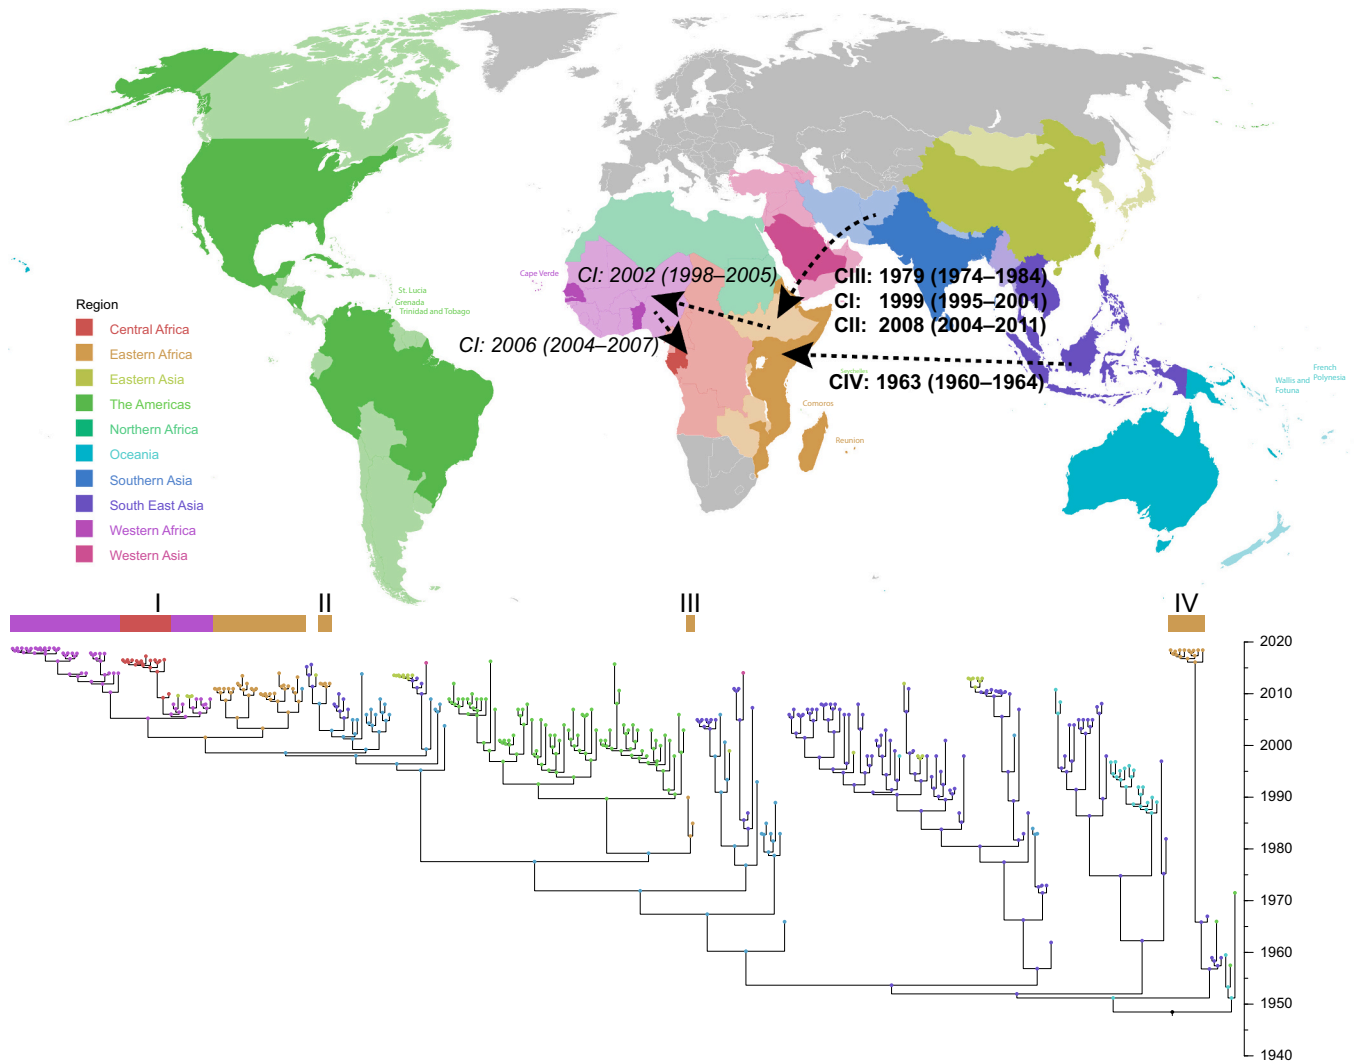 Cape Verde
CI: 2002 (1998–2005)
CIII: 1979 (1974–1984)
CI: 1999 (1995–2001)
CII: 2008 (2004–2011)
St. Lucia
Grenada
Trinidad and Tobago
CI: 2006 (2004–2007)
Seychelles
CIV: 1963 (1960–1964)
French
Polynesia
Wallis and
Fotuna
Comoros
Reunion
Region
Central Africa
Eastern Africa
Eastern Asia
The Americas
Northern Africa
Oceania
Southern Asia
South East Asia
Western Africa
Western Asia
I
II
III
IV
2020
2010
2000
1990
1980
1970
1960
1950
1940